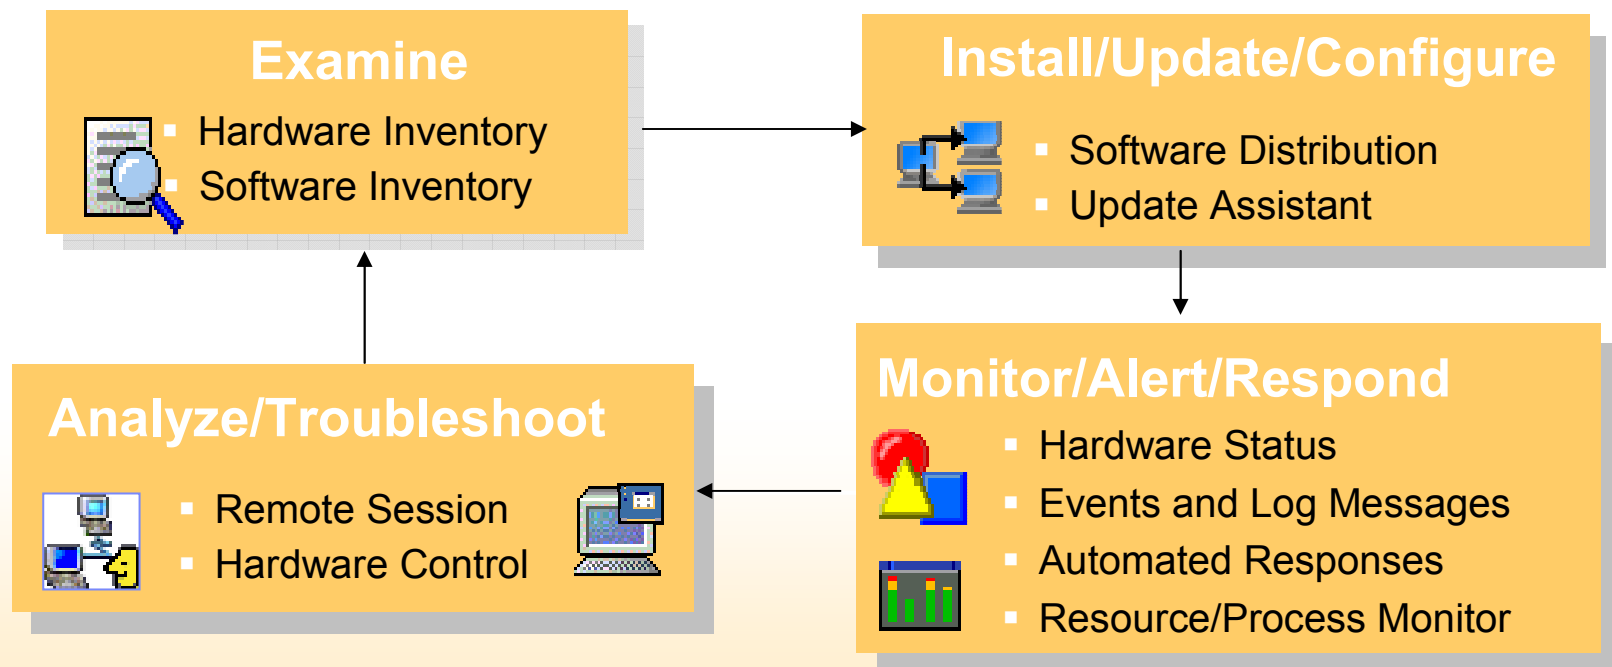 Examine
▪ Hardware Inventory
▪ Software Inventory
Install/Update/Configure
▪ Software Distribution
▪ Update Assistant
Monitor/Alert/Respond
▪ Hardware Status
▪ Events and Log Messages
▪ Automated Responses
▪ Resource/Process Monitor
Analyze/Troubleshoot
▪ Remote Session
▪ Hardware Control